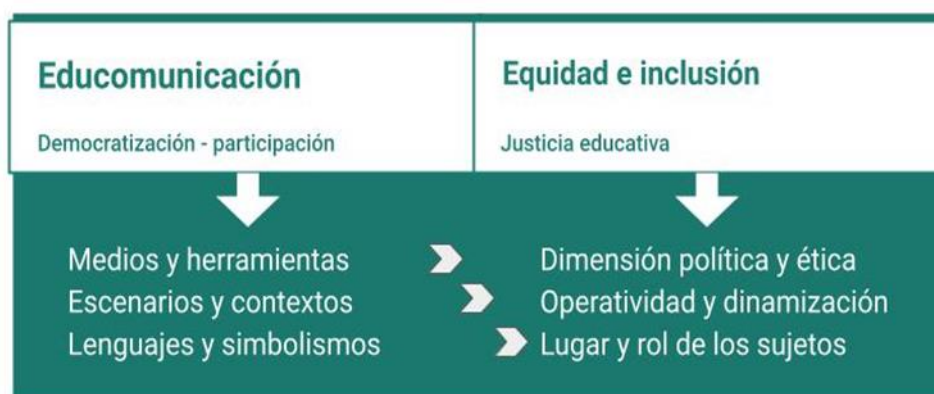 Educomunicación
Democratización - participación
Equidad e inclusión
Justicia educativa
Medios y herramientas
Escenarios y contextos
Lenguajes y simbolismos
Dimensión política y ética
Operatividad y dinamización
Lugar y rol de los sujetos